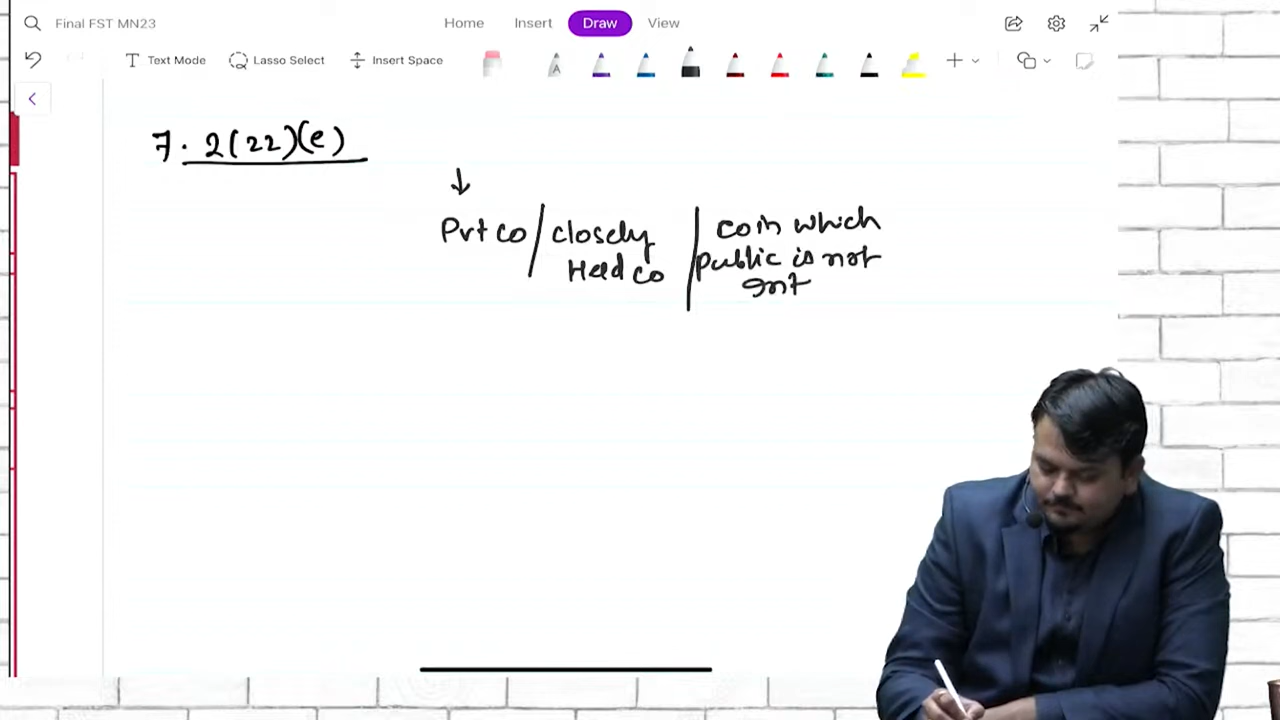 Final FST MN23
Home Insert Draw View
Text Mode Lasso Select Insert Space
A
7. 2(22)(e)
Pvt co / closely Held co / co in which public is not Int